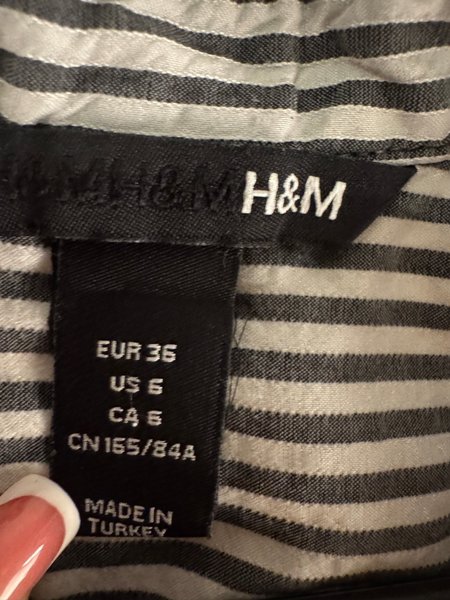 H&M H&M H&M
EUR 36
US 6
CA 6
CN 165/84A
MADE IN
TURKEY